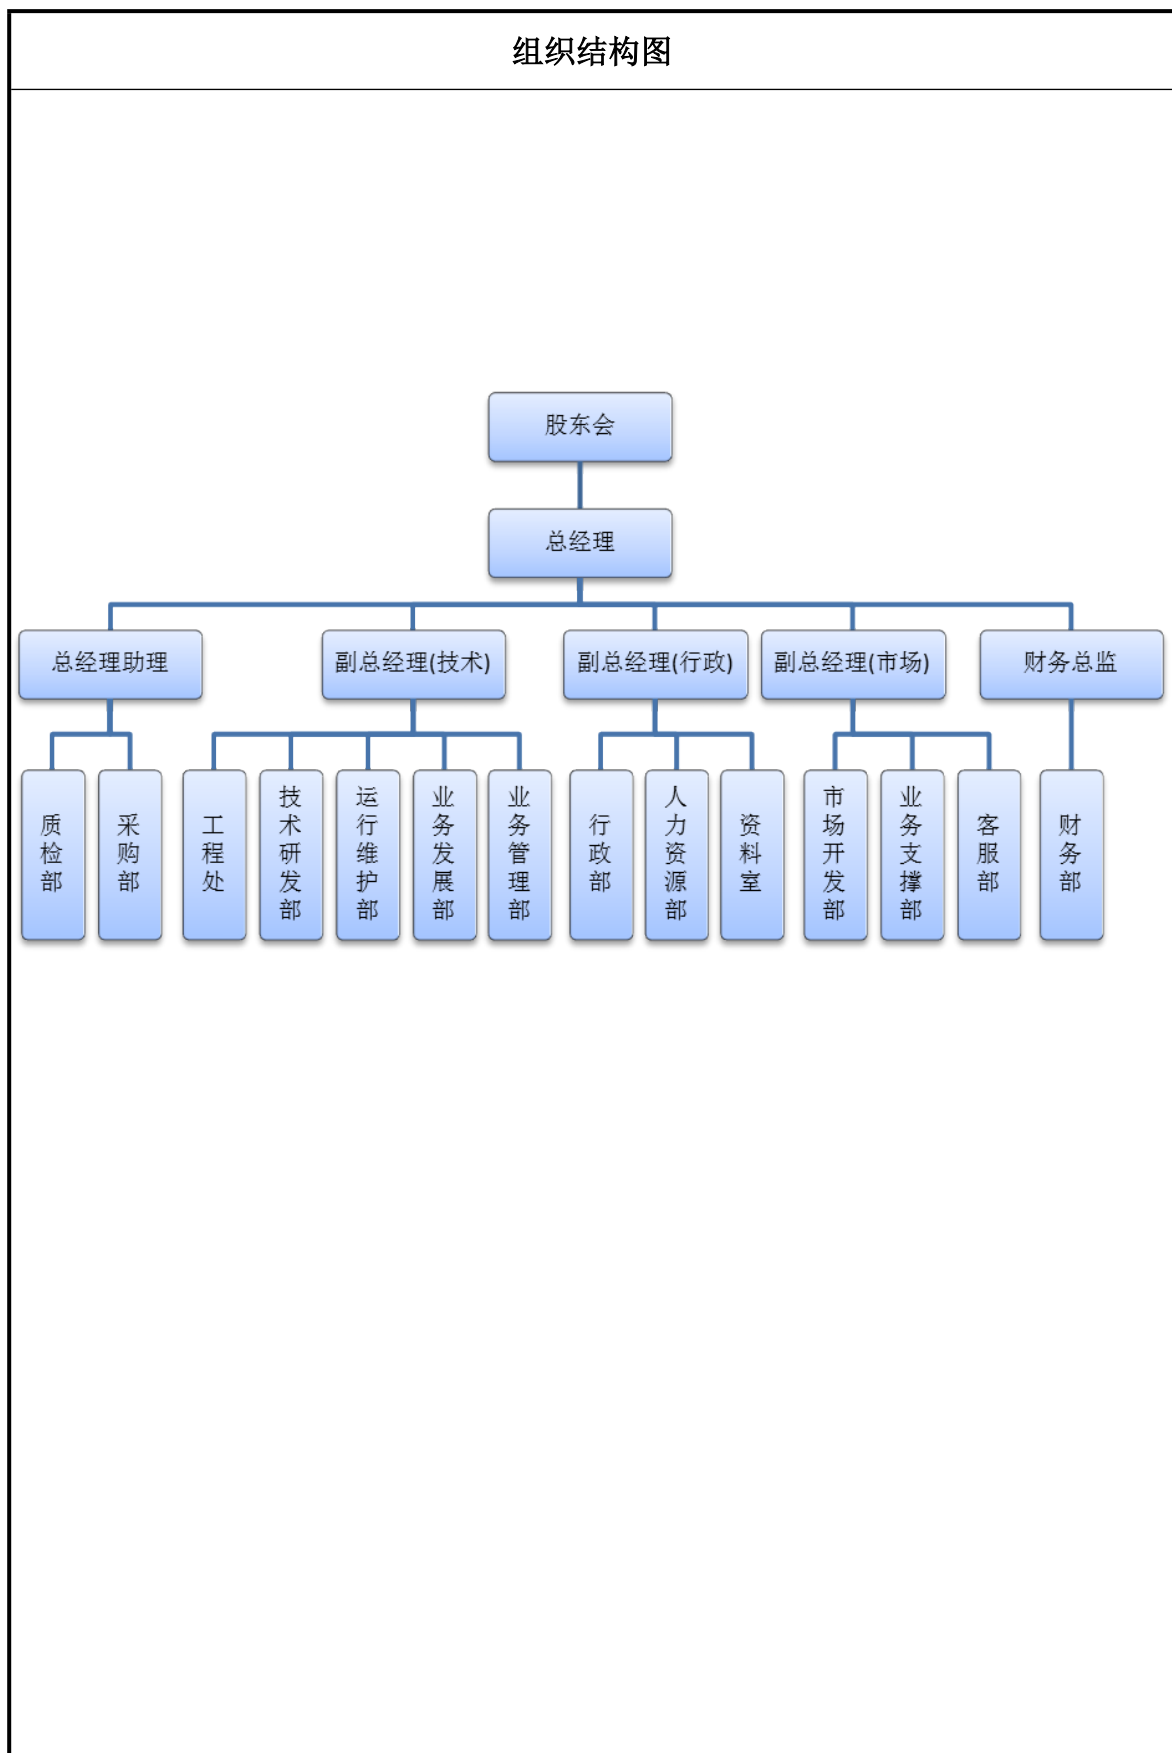 组织结构图
股东会
总经理
总经理助理
副总经理(技术)
副总经理(行政)
副总经理(市场)
财务总监
质检部
采购部
工程处
技术研发部
运行维护部
业务发展部
业务管理部
行政部
人力资源部
资料室
市场开发部
业务支撑部
客服部
财务部